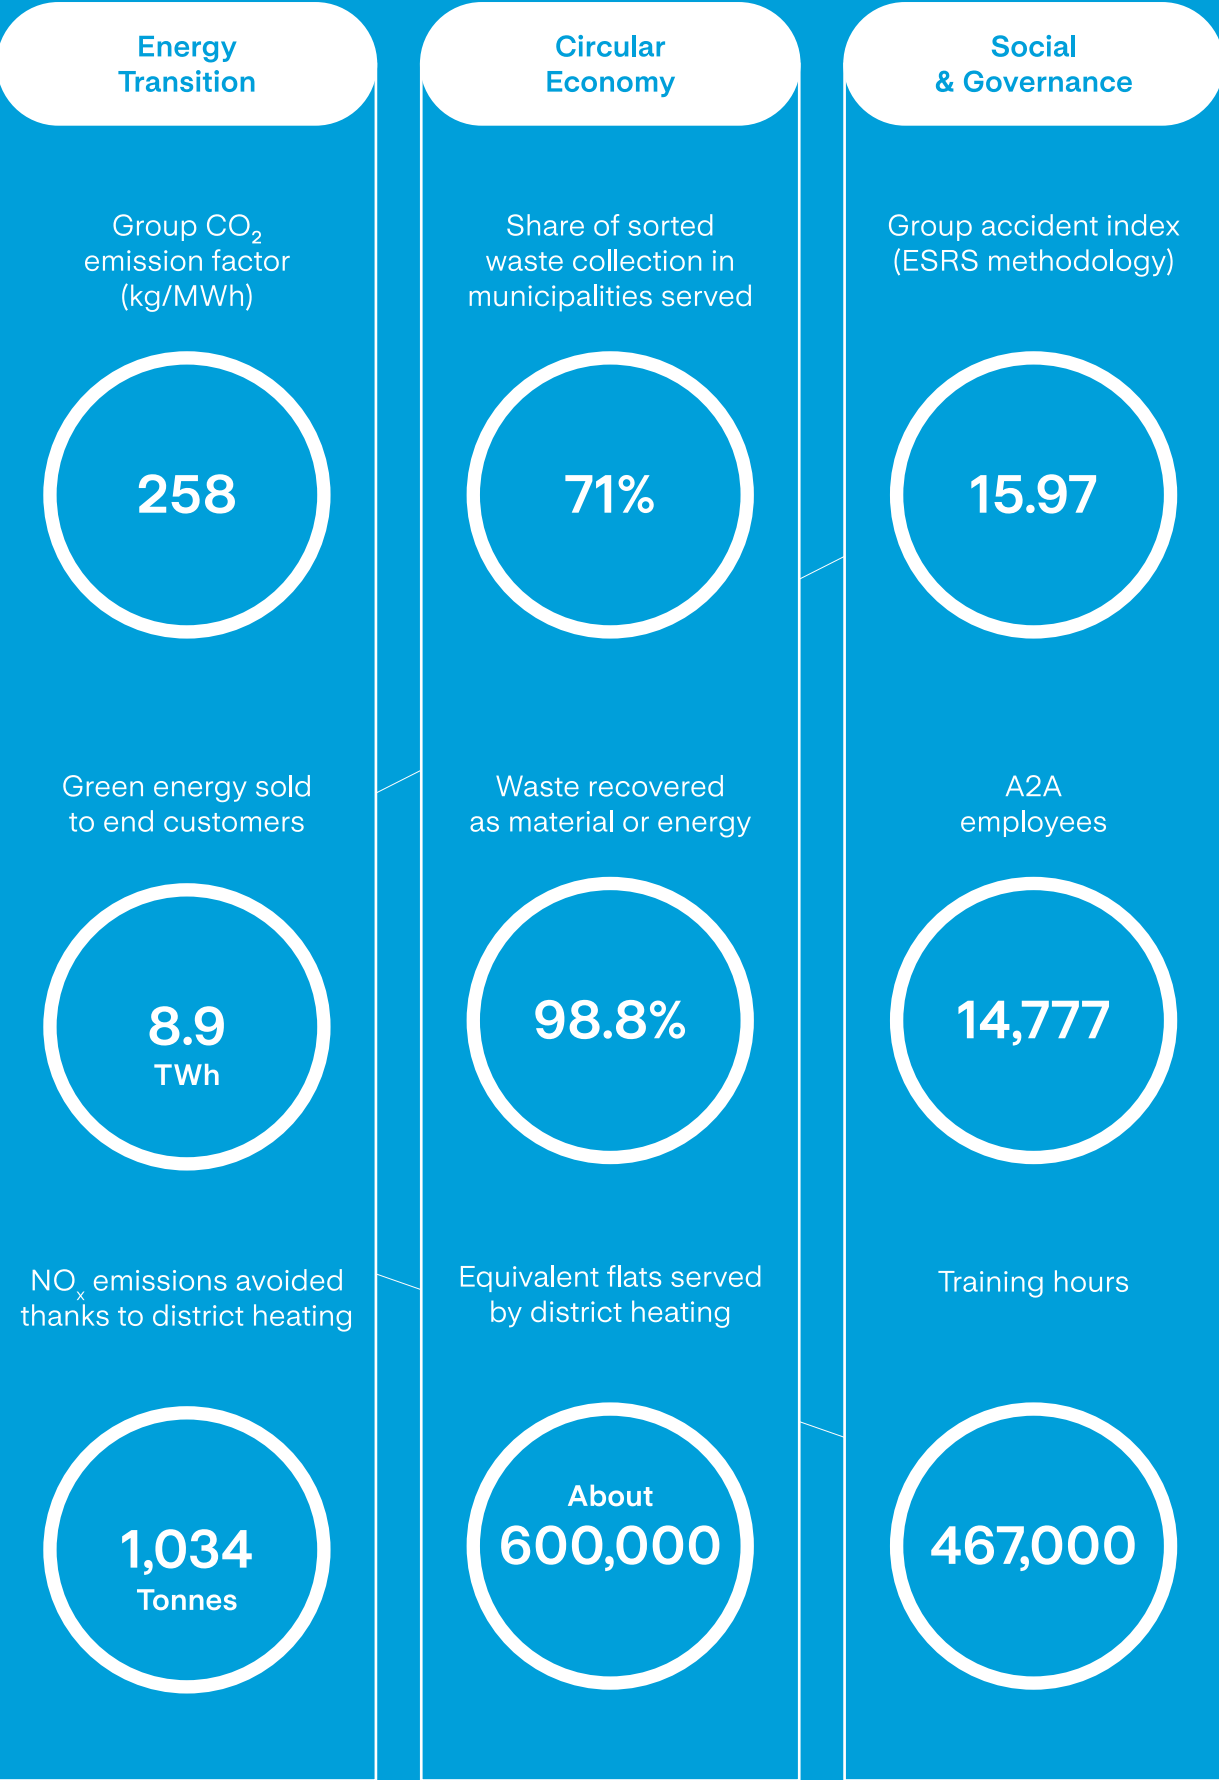 Energy
Transition
Group CO₂
emission factor
(kg/MWh)
258
Green energy sold
to end customers
8.9
TWh
NOₓ emissions avoided
thanks to district heating
1,034
Tonnes
Circular
Economy
Share of sorted
waste collection in
municipalities served
71%
Waste recovered
as material or energy
98.8%
Equivalent flats served
by district heating
About
600,000
Social
& Governance
Group accident index
(ESRS methodology)
15.97
A2A
employees
14,777
Training hours
467,000